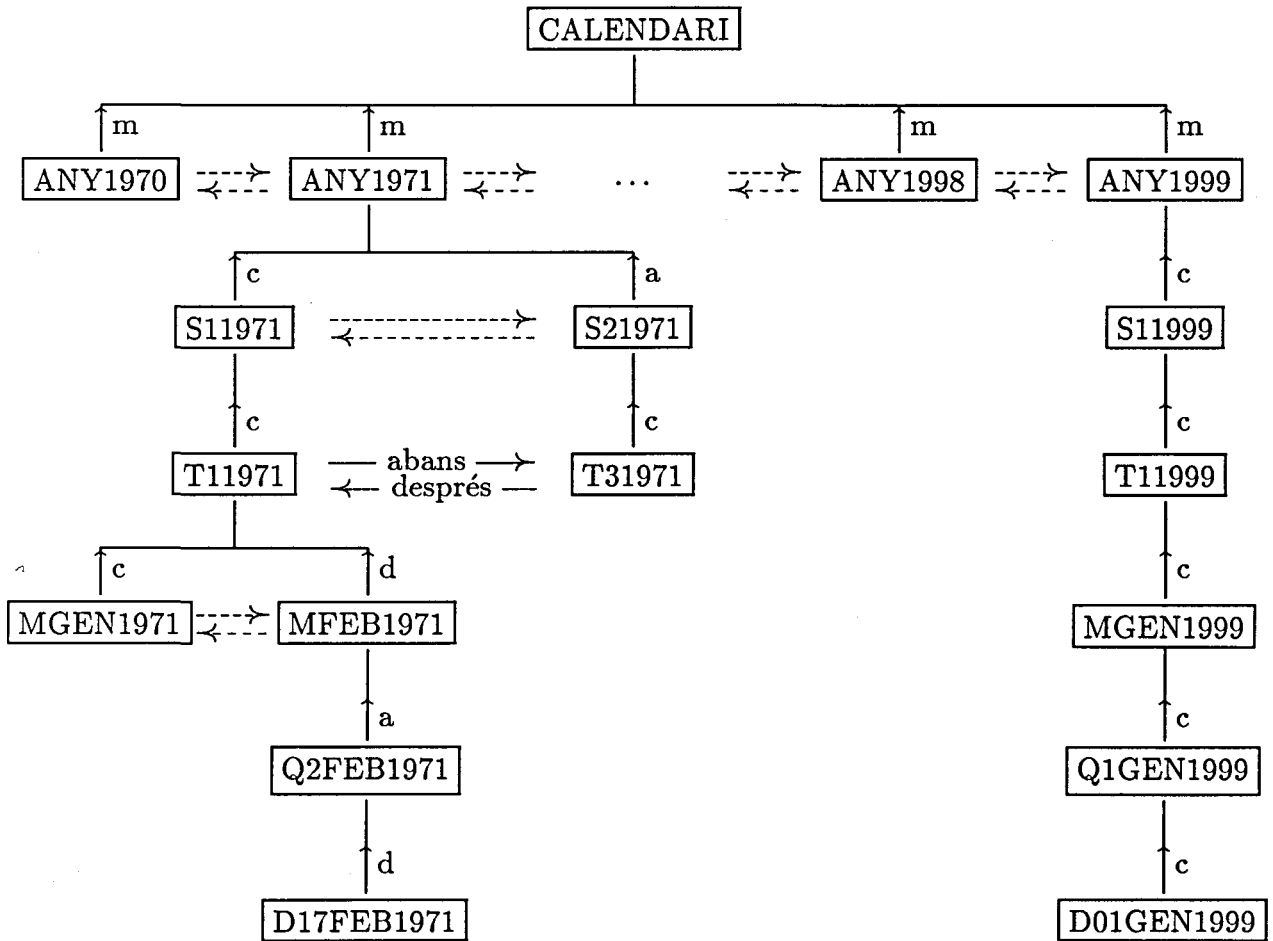 CALENDARI
m m m m
ANY1970 ANY1971 ... ANY1998 ANY1999
c a c
S11971 S21971 S11999
c c c
T11971 abans T31971 T11999
després
c d c
MGEN1971 MFEB1971 MGEN1999
a c
Q2FEB1971 Q1GEN1999
d c
D17FEB1971 D01GEN1999